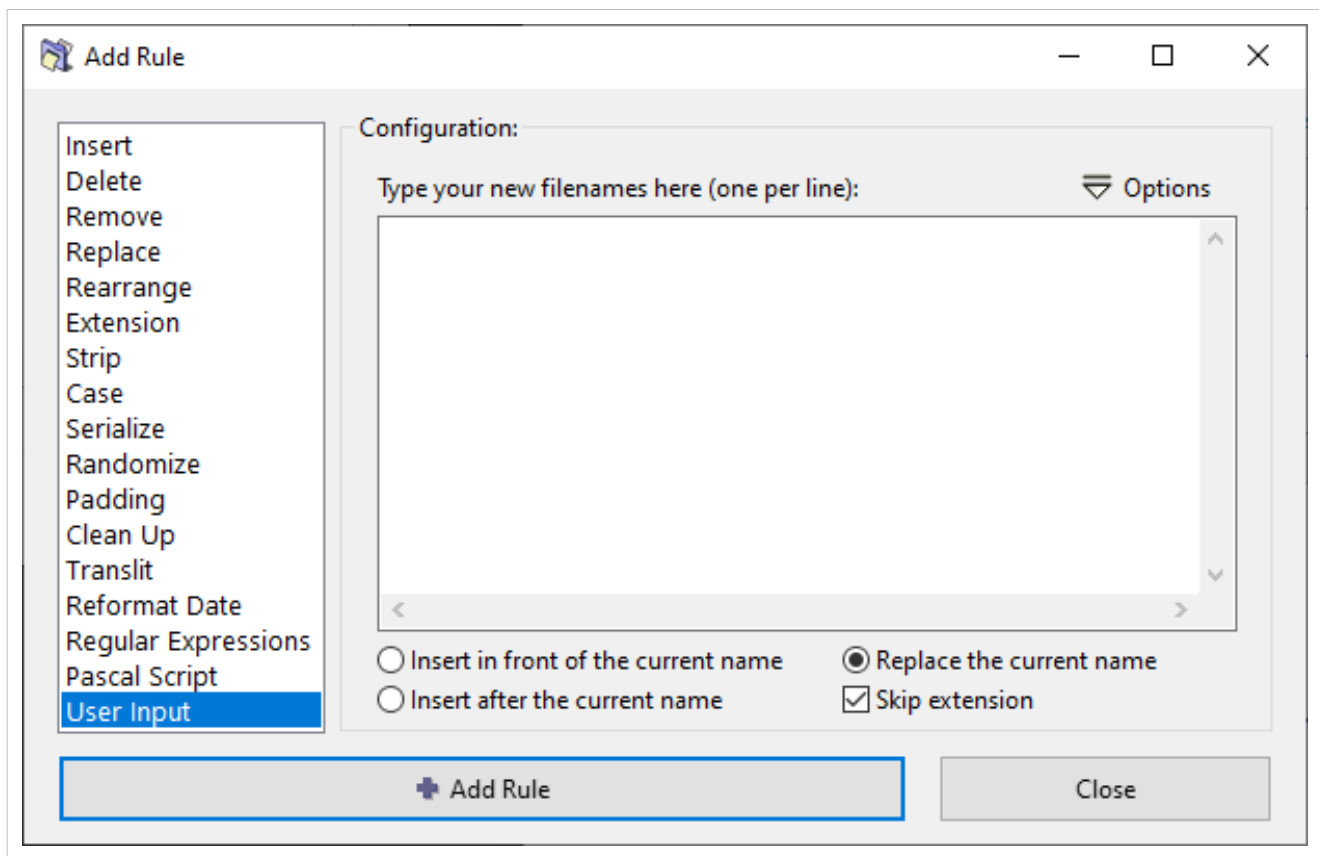 Add Rule
Insert
Delete
Remove
Replace
Rearrange
Extension
Strip
Case
Serialize
Randomize
Padding
Clean Up
Translit
Reformat Date
Regular Expressions
Pascal Script
User Input
Configuration:
Type your new filenames here (one per line):
Options
Insert in front of the current name
Replace the current name
Insert after the current name
Skip extension
Add Rule
Close